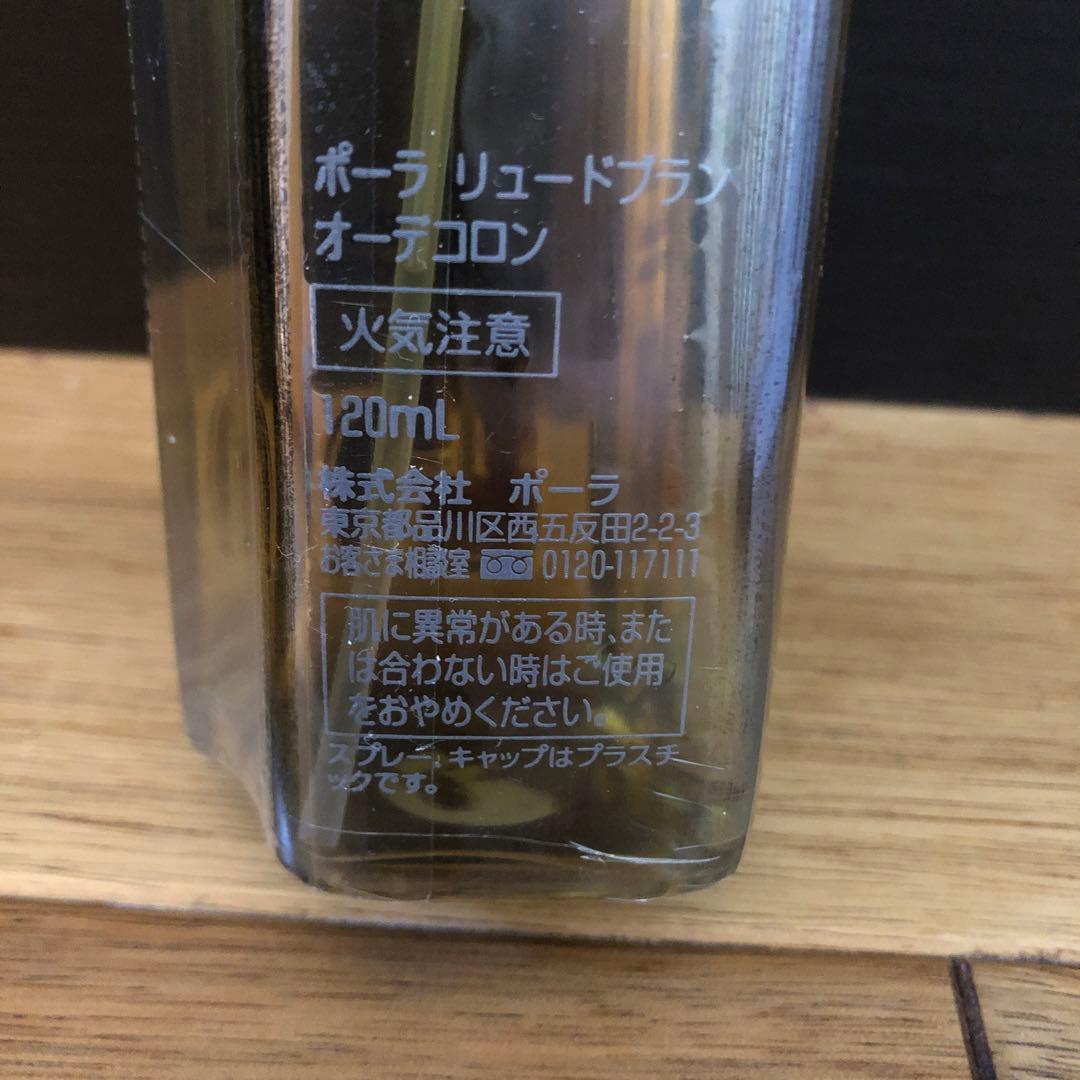 ポーラ リュードブラン
オーデコロン
火気注意
120mL
株式会社 ポーラ
東京都品川区西五反田2-2-3
お客さま相談室 0120-117111
肌に異常がある時、また
は合わない時はご使用
をおやめください。
スプレー、キャップはプラスチ
ックです。